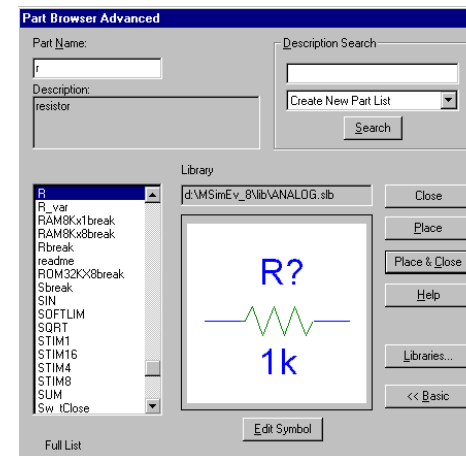 Part Browser Advanced
Part Name:
r
Description:
resistor
Description Search
Create New Part List
Search
Library
d:\MSimEv_8\lib\ANALOG.slb
R
R_var
RAM8Kx1break
RAM8Kx8break
Rbreak
readme
ROM32KX8break
Sbreak
SIN
SOFTLIM
SQRT
STIM1
STIM16
STIM4
STIM8
SUM
Sw_tClose
Full List
R?
1k
Edit Symbol
Close
Place
Place & Close
Help
Libraries...
<< Basic